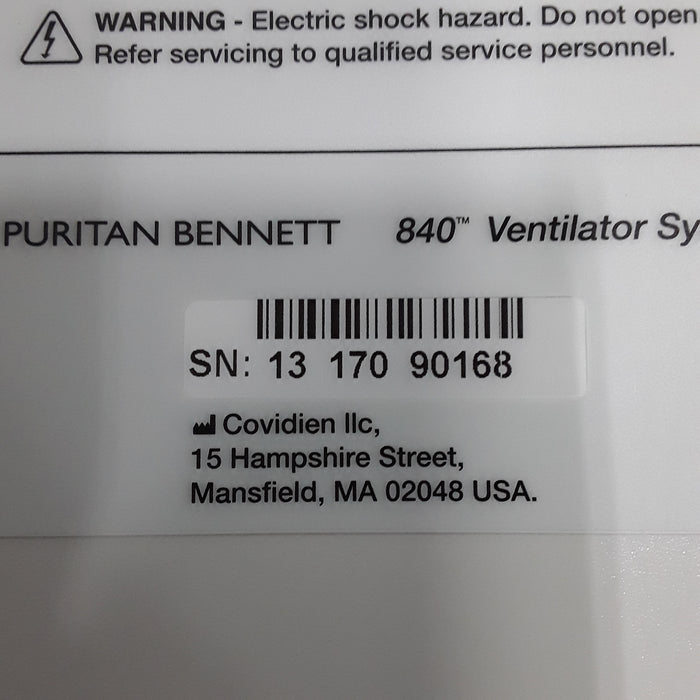 WARNING - Electric shock hazard. Do not open
Refer servicing to qualified service personnel.
PURITAN BENNETT 840™ Ventilator Sy
SN: 13 170 90168
Covidien llc,
15 Hampshire Street,
Mansfield, MA 02048 USA.